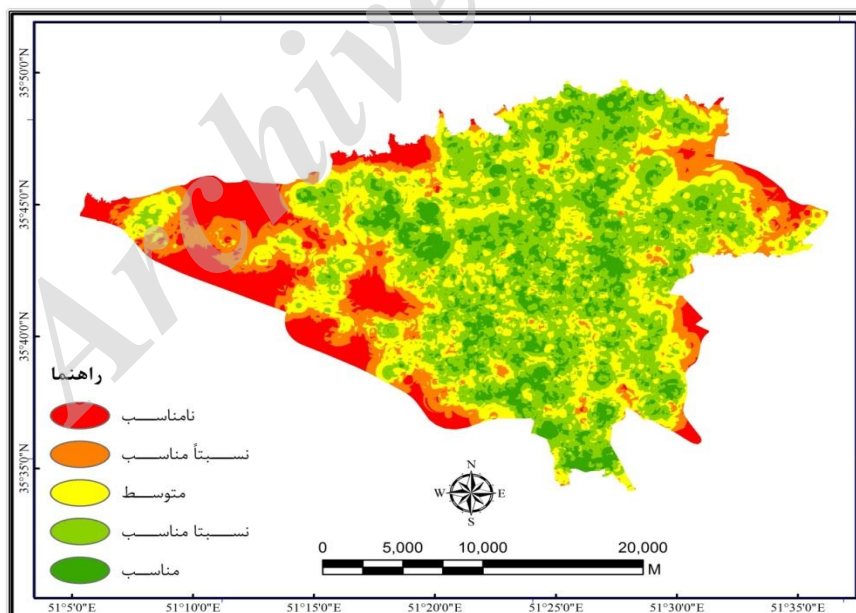 Archive of
35°50'0"N
35°45'0"N
35°40'0"N
35°35'0"N
راهنما
نامناسب
نسبتاً مناسب
متوسط
نسبتا مناسب
مناسب
N
W E
S
0 5,000 10,000 20,000
M
51°5'0"E 51°10'0"E 51°15'0"E 51°20'0"E 51°25'0"E 51°30'0"E 51°35'0"E